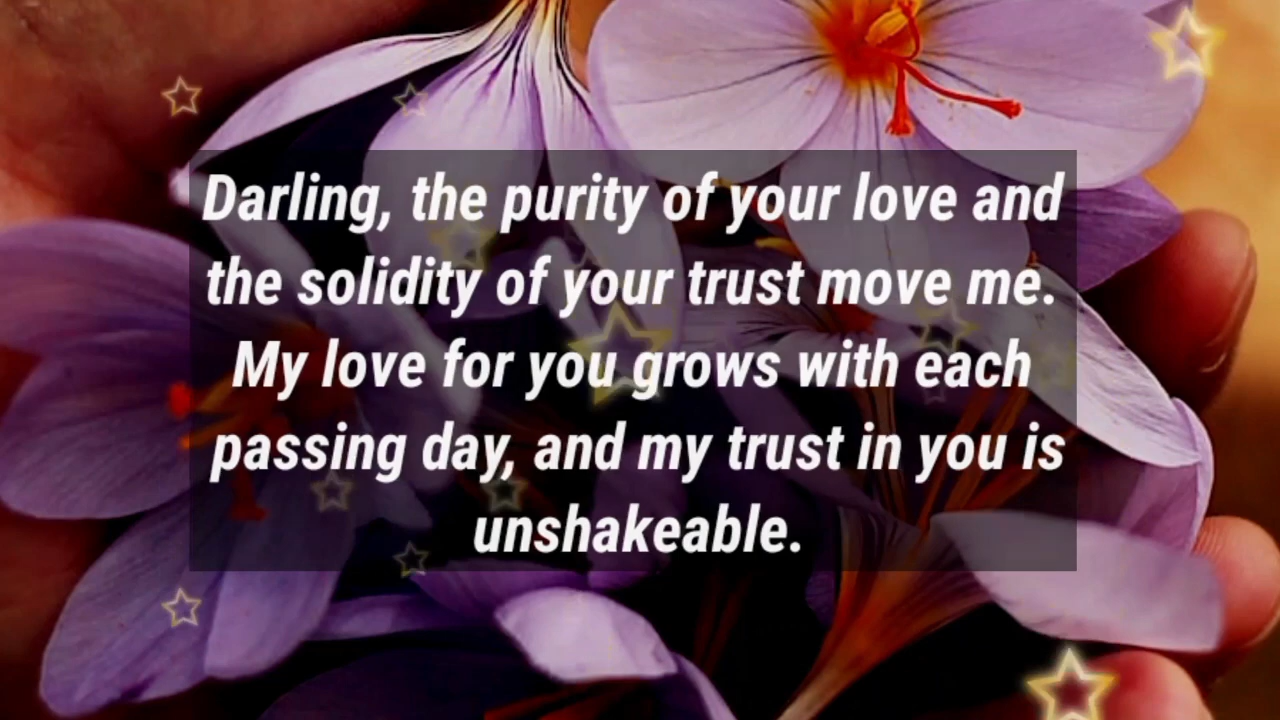 Darling, the purity of your love and
the solidity of your trust move me.
My love for you grows with each
passing day, and my trust in you is
unshakeable.